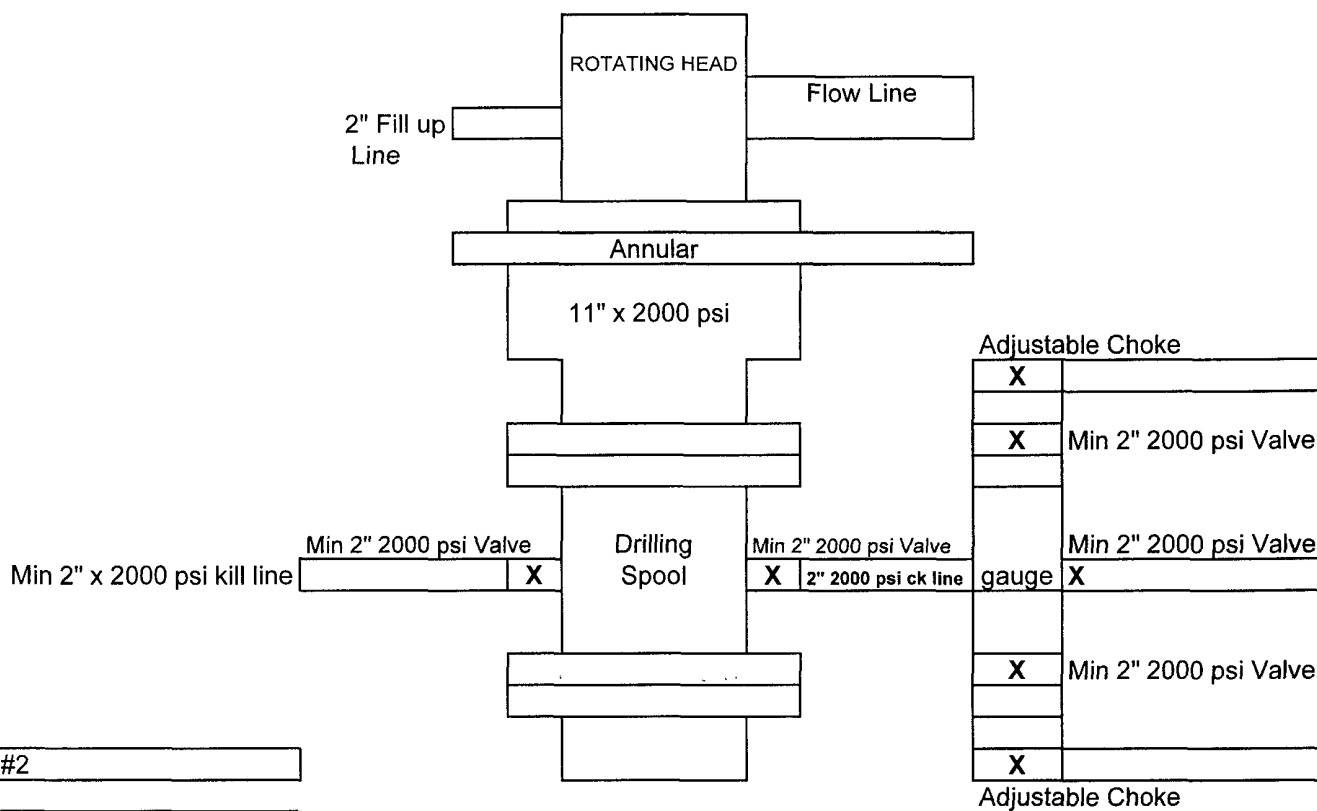 ROTATING HEAD
Flow Line
2" Fill up
Line
Annular
11" x 2000 psi
Adjustable Choke
X
X Min 2" 2000 psi Valve
Min 2" 2000 psi Valve
Drilling
Spool
Min 2" 2000 psi Valve
Min 2" 2000 psi Valve
Min 2" x 2000 psi kill line
X
X
2" 2000 psi ck line
gauge
X
X Min 2" 2000 psi Valve
#2
X
Adjustable Choke